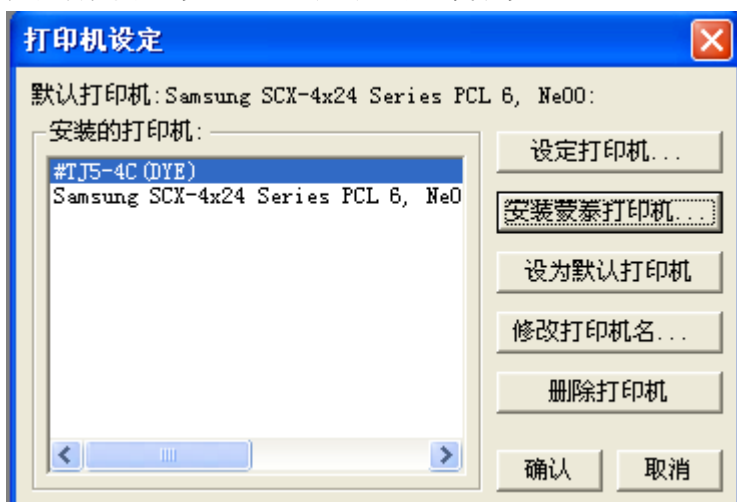 打印机设定
默认打印机:Samsung SCX-4x24 Series PCL 6, Ne00:
安装的打印机:
#TJ5-4C(DYE)
Samsung SCX-4x24 Series PCL 6, Ne0
设定打印机...
安装蒙泰打印机...
设为默认打印机
修改打印机名...
删除打印机
确认
取消